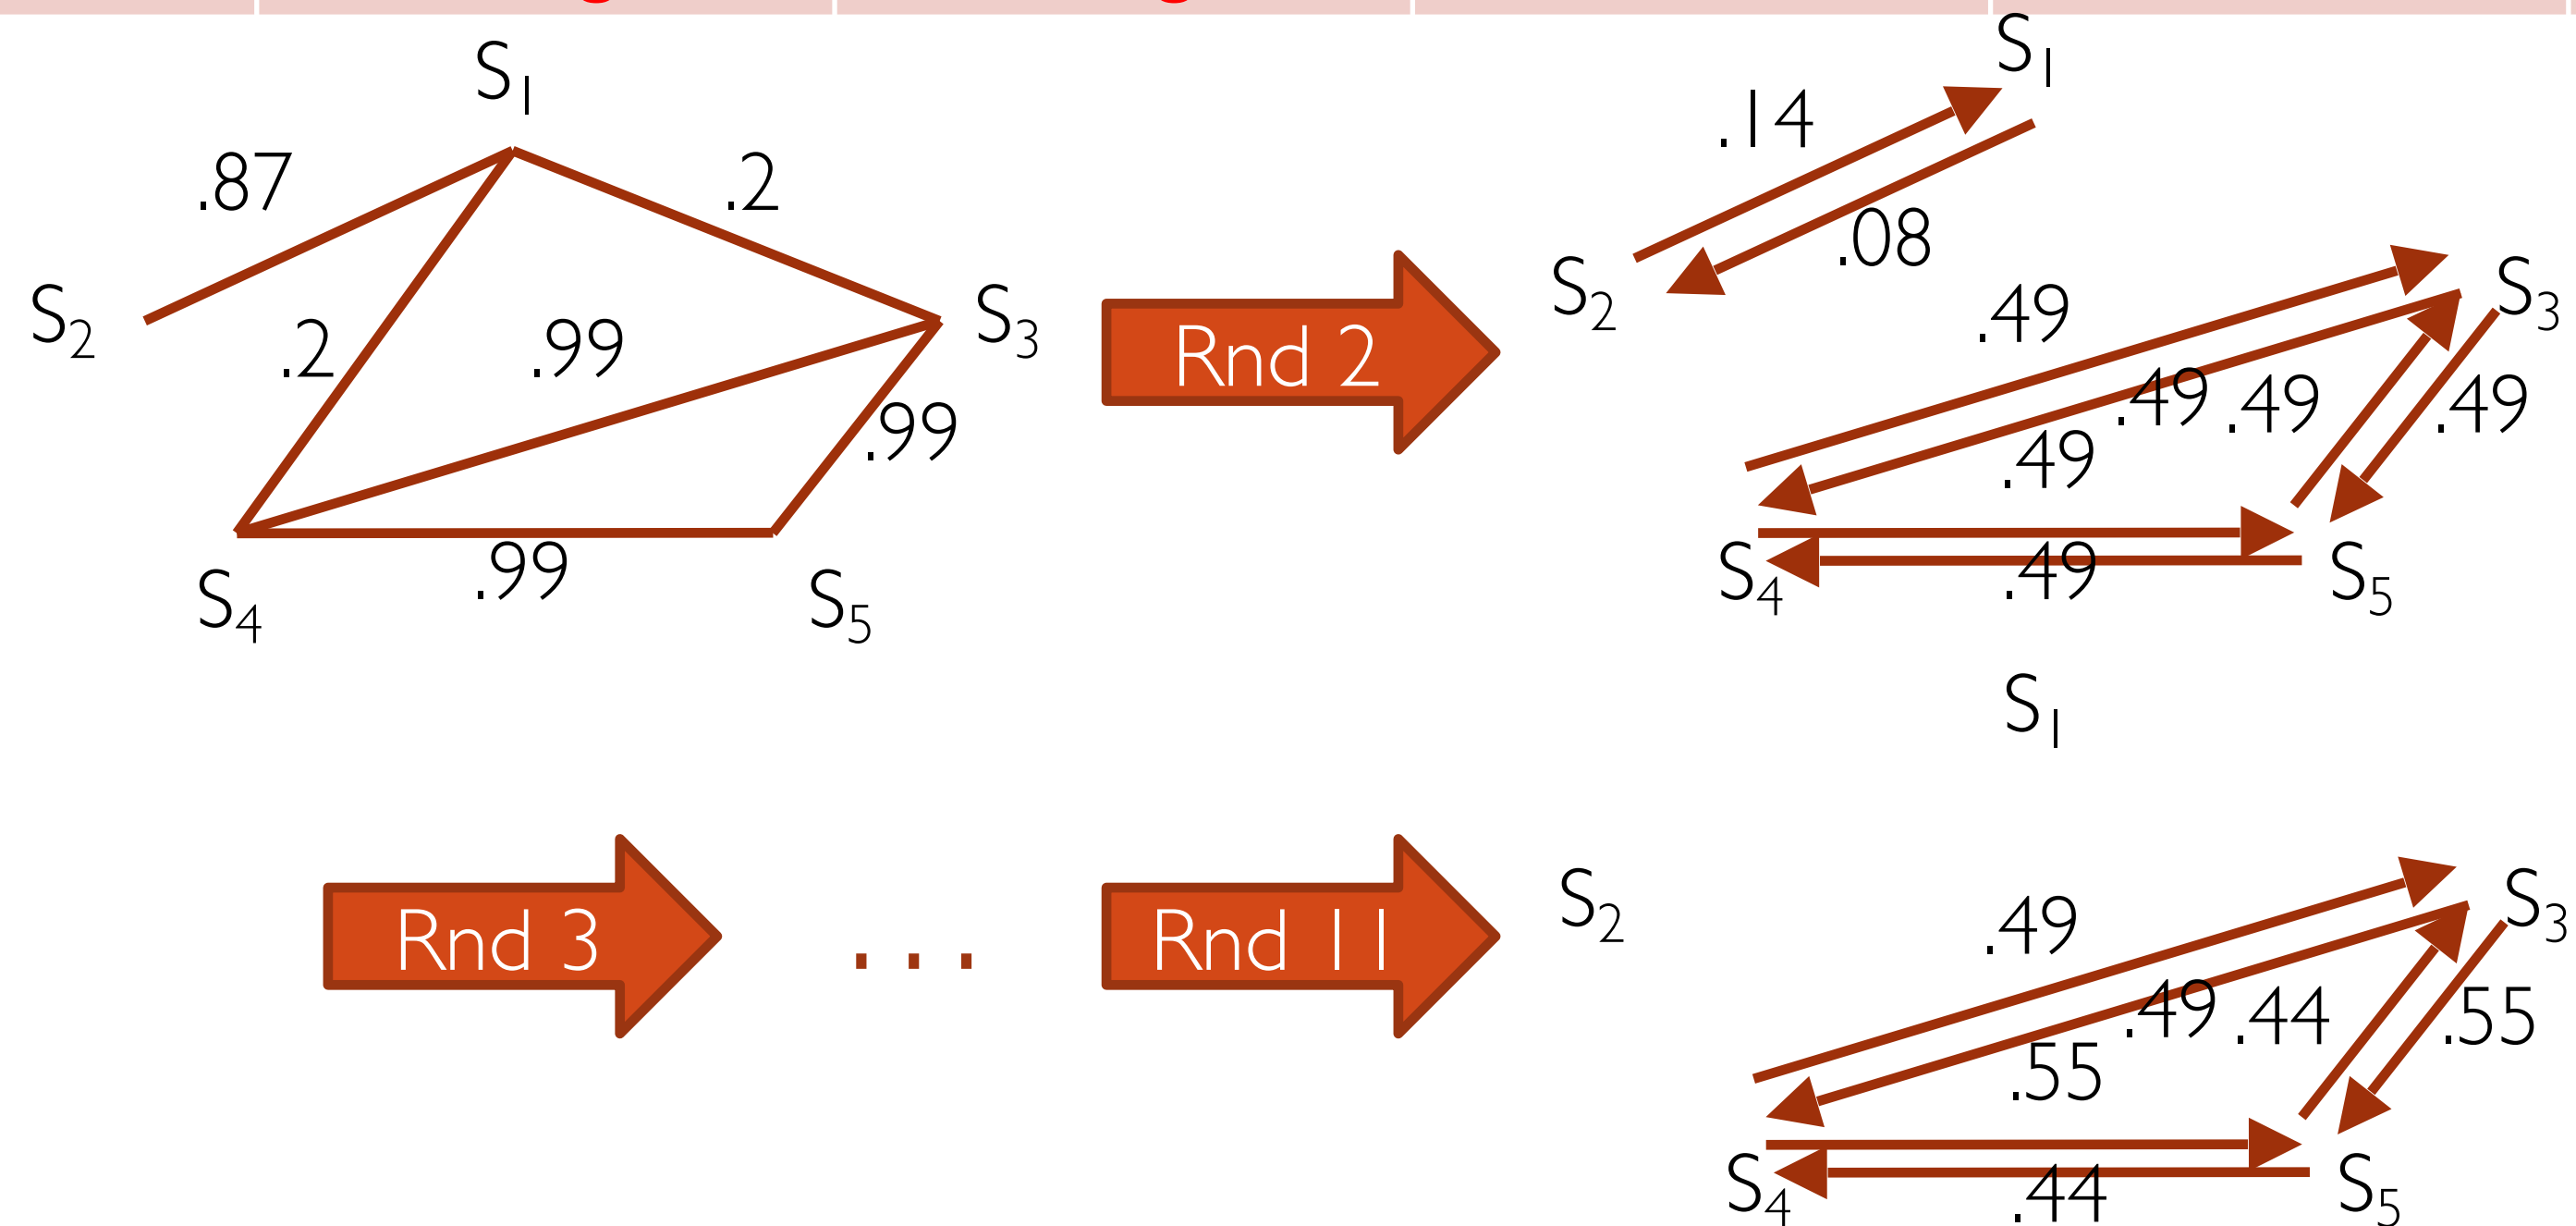 S1
.87
.2
S2
.2
.99
S3
.99
S4
.99
S5
Rnd 2
S1
.14
.08
S2
S3
.49
.49
.49
.49
.49
S4
.49
S5
Rnd 3
...
Rnd 11
S1
S2
S3
.49
.49
.44
.55
.55
S4
.44
S5